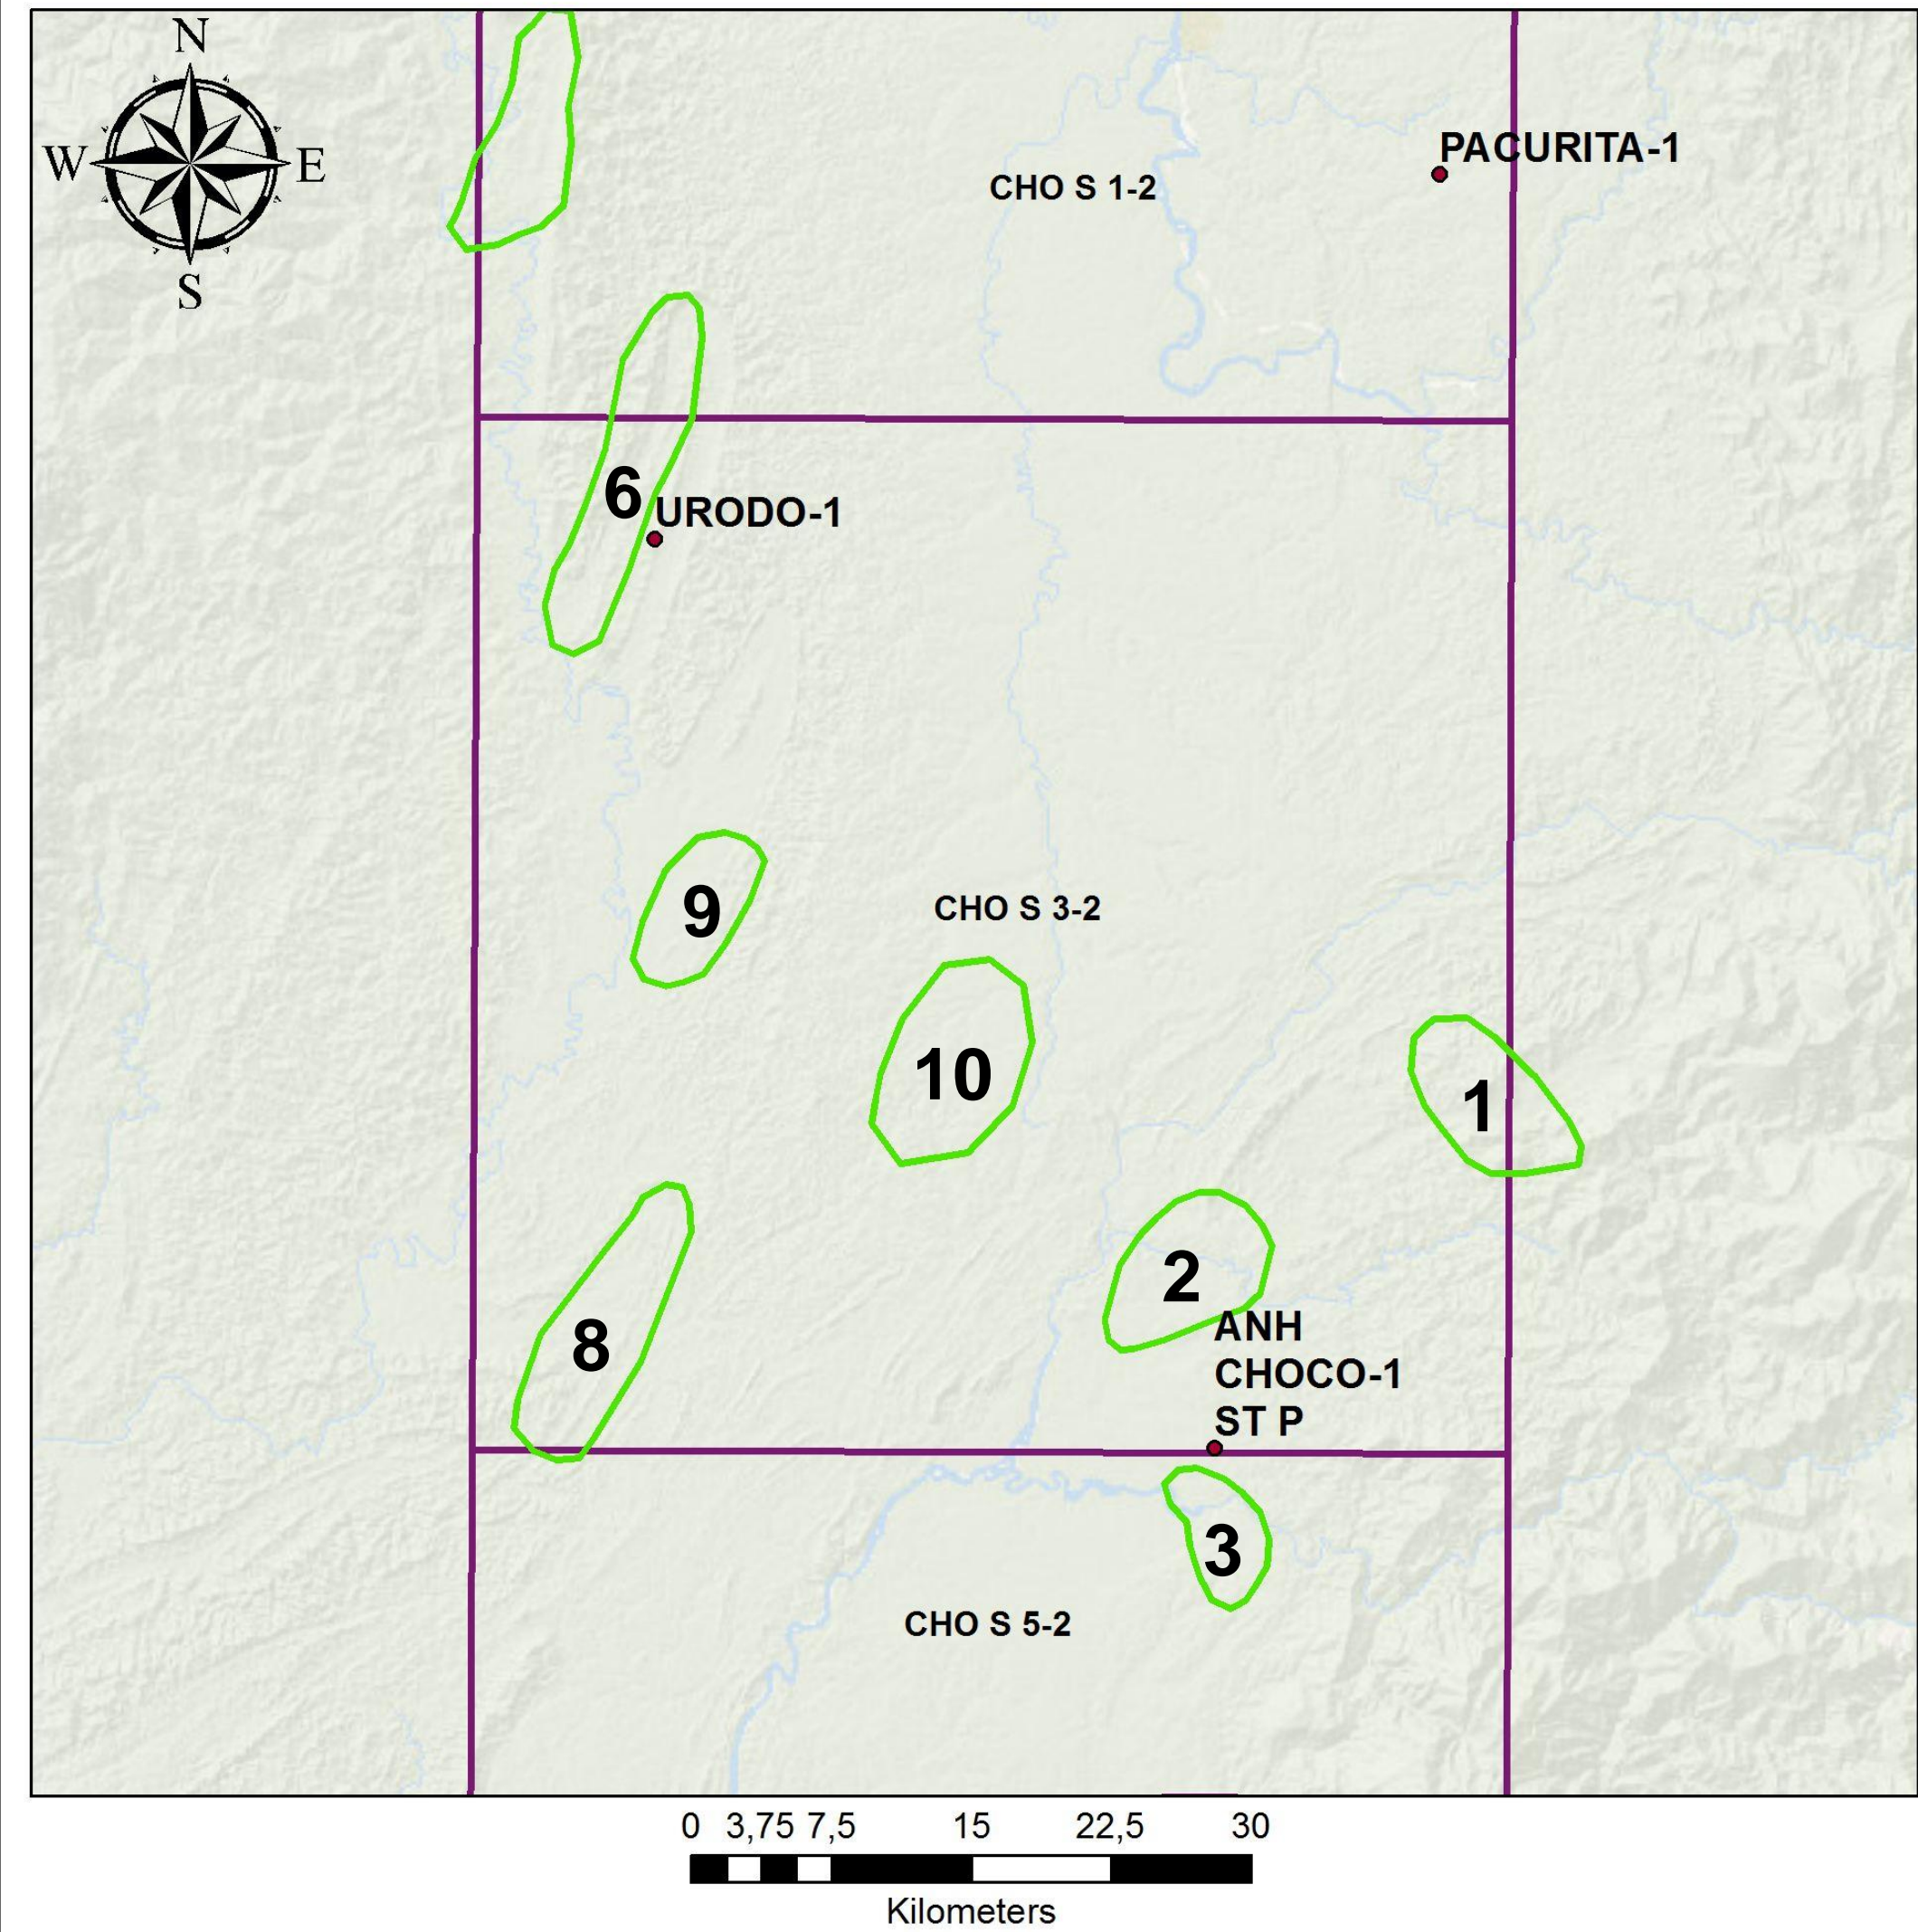 N
W E
S
PACURITA-1
CHO S 1-2
6
URODO-1
9
CHO S 3-2
10
1
2
8
ANH
CHOCO-1
ST P
3
CHO S 5-2
0 3,75 7,5 15 22,5 30
Kilometers